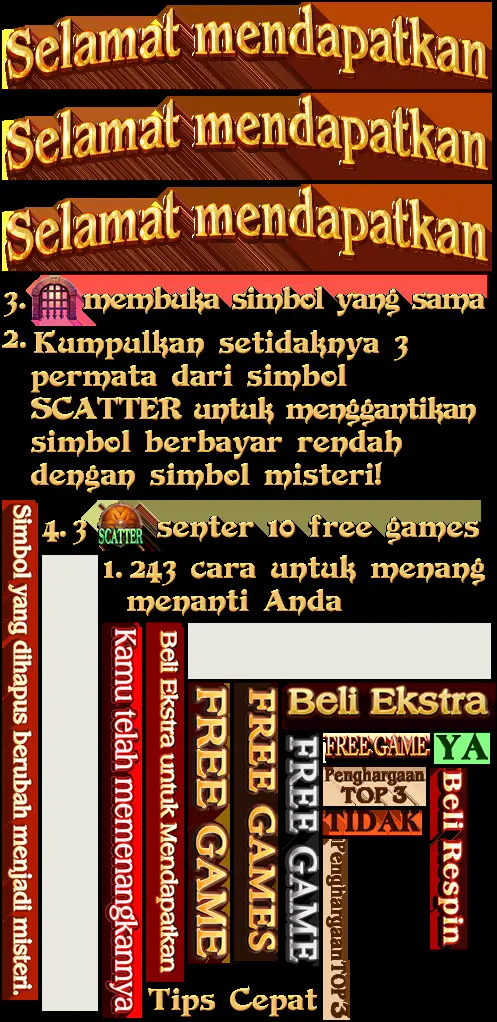 Selamat mendapatkan
Selamat mendapatkan
Selamat mendapatkan
3. membuka simbol yang sama
2. Kumpulkan setidaknya 3
permata dari simbol
SCATTER untuk menggantikan
simbol berbayar rendah
dengan simbol misteri!
Simbol yang dihapus berubah menjadi misteri.
4. 3 SCATTER senter 10 free games
1. 243 cara untuk menang
menanti Anda
Kamu telah memenangkannya
Beli Ekstra untuk Mendapatkan
FREE GAME
FREE GAMES
Beli Ekstra
FREE GAME
FREE GAME
YA
Penghargaan
TOP 3
TIDAK
Beli Respin
Penghargaan TOP 3
Tips Cepat